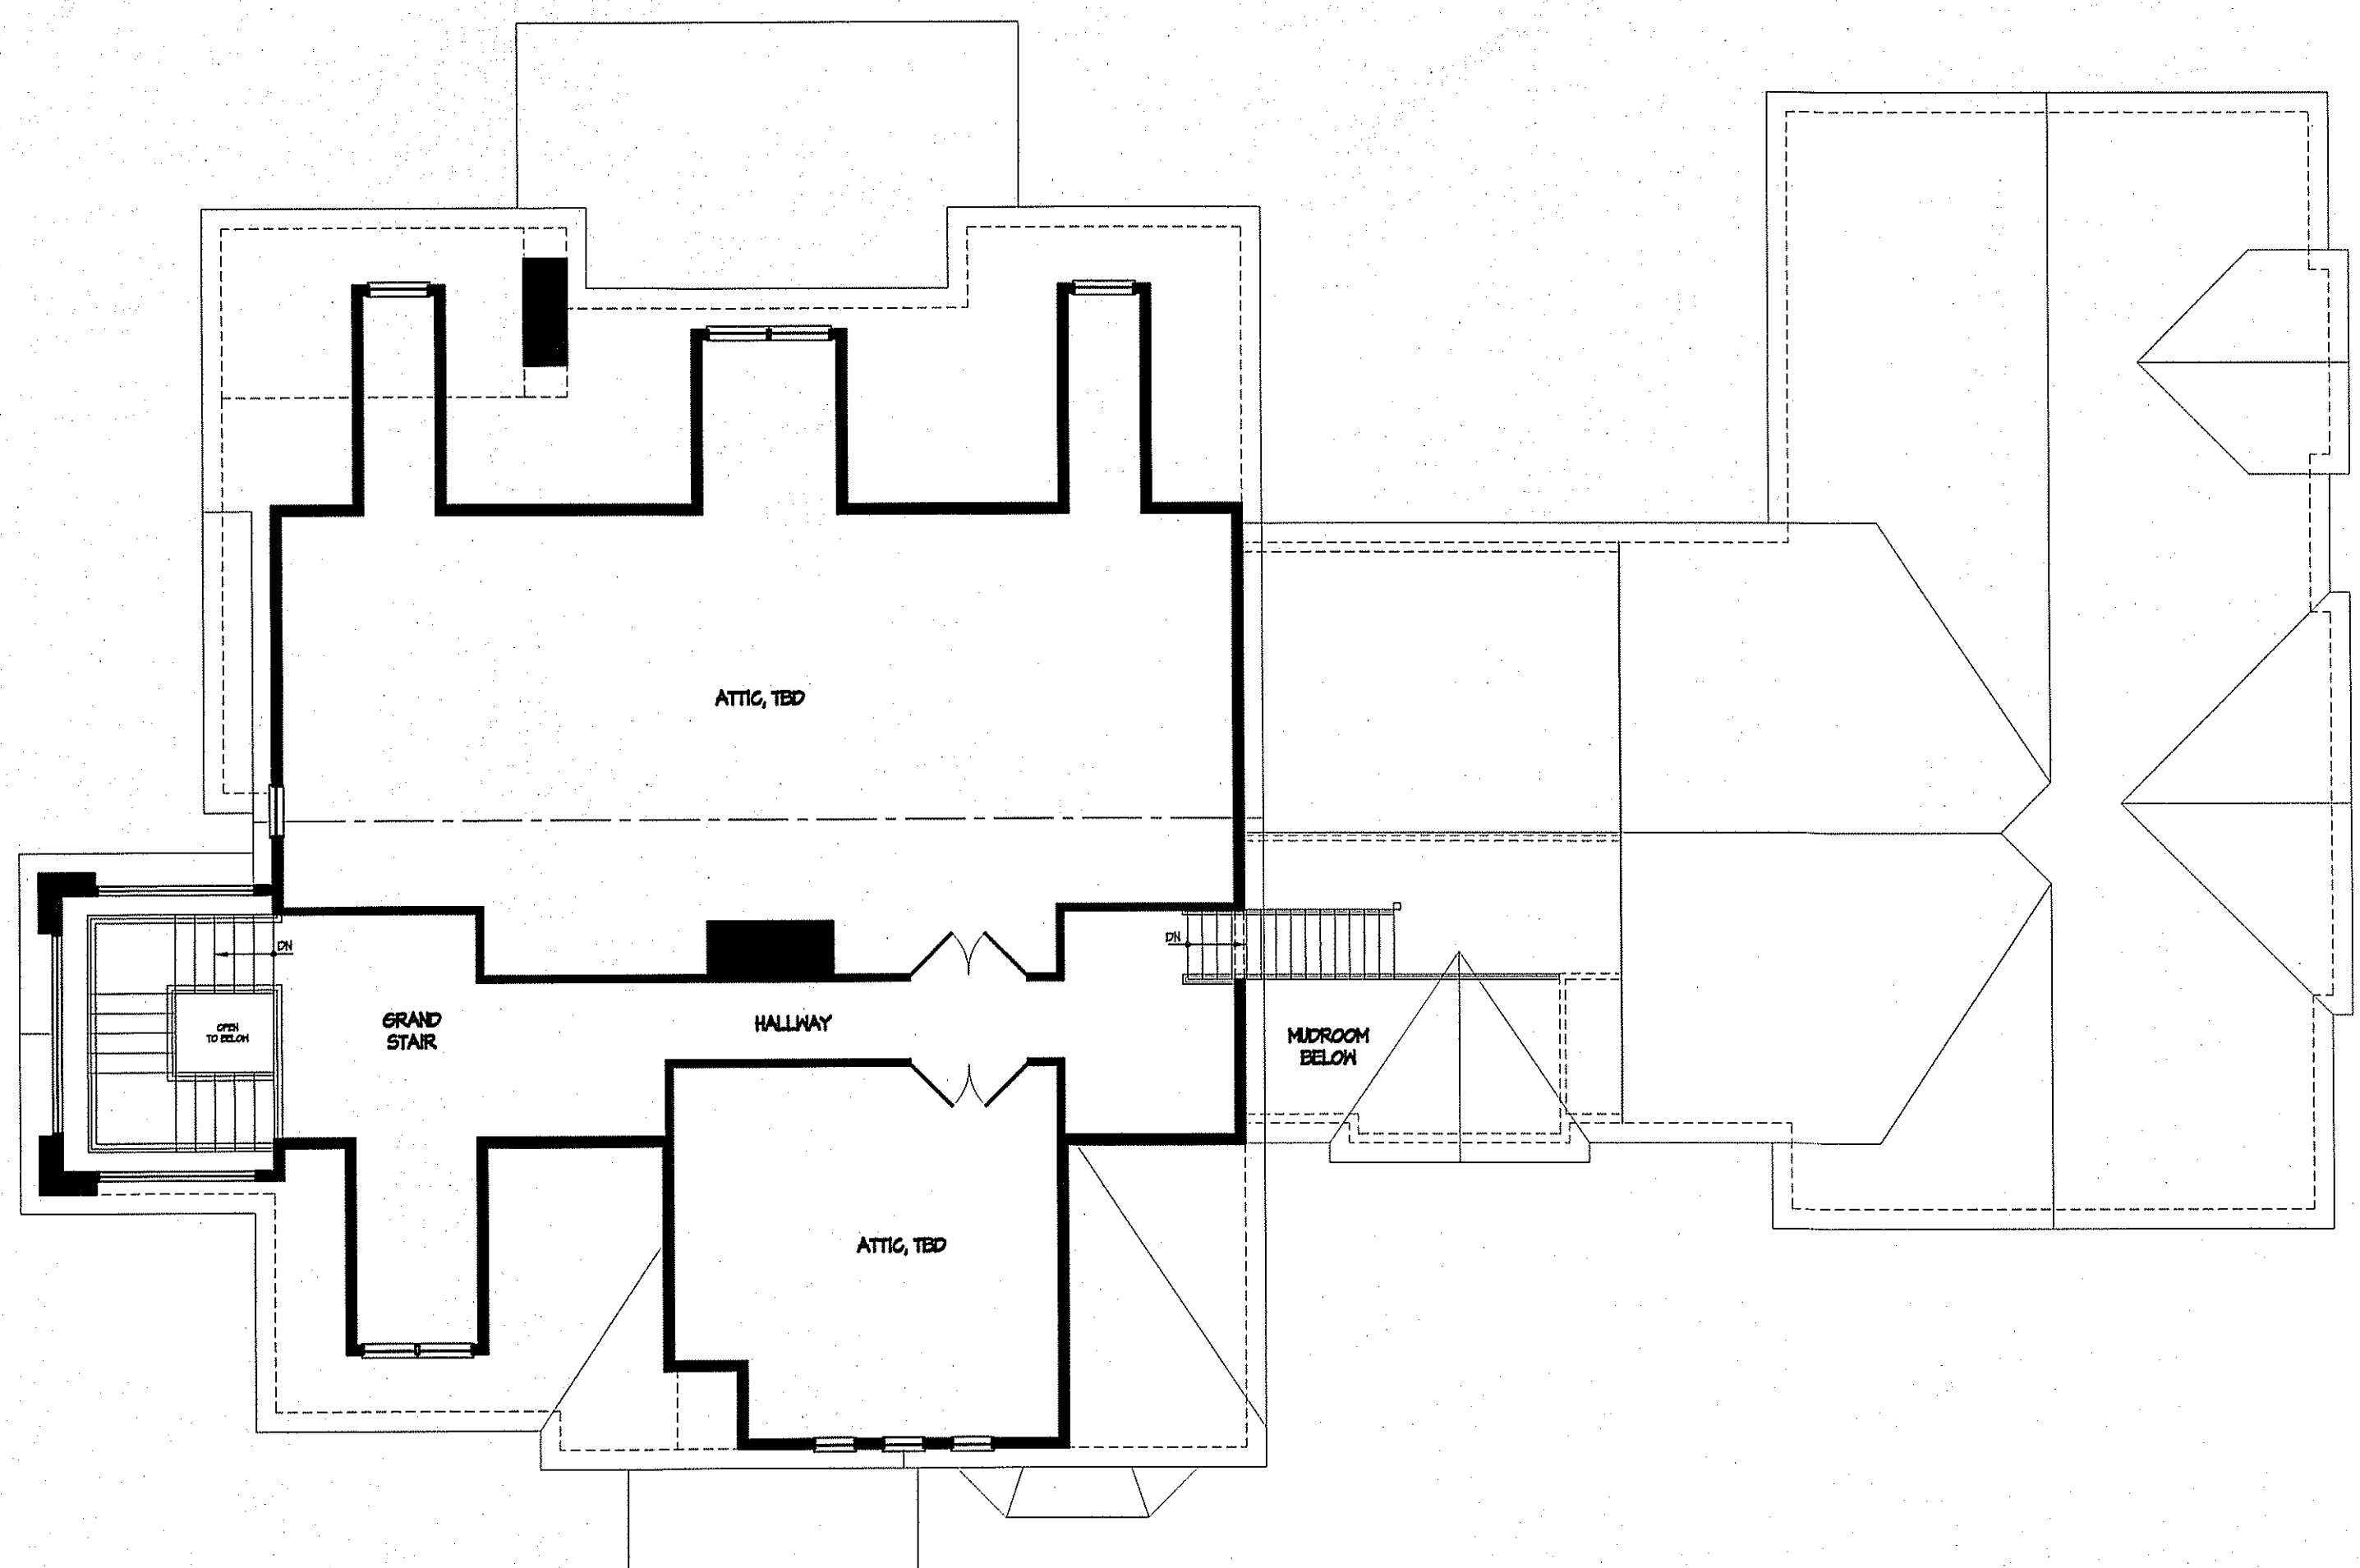 ATTIC, TBD
DN
DN
GRAND
STAIR
OPEN
TO BELOW
HALLWAY
MUDROOM
BELOW
ATTIC, TBD